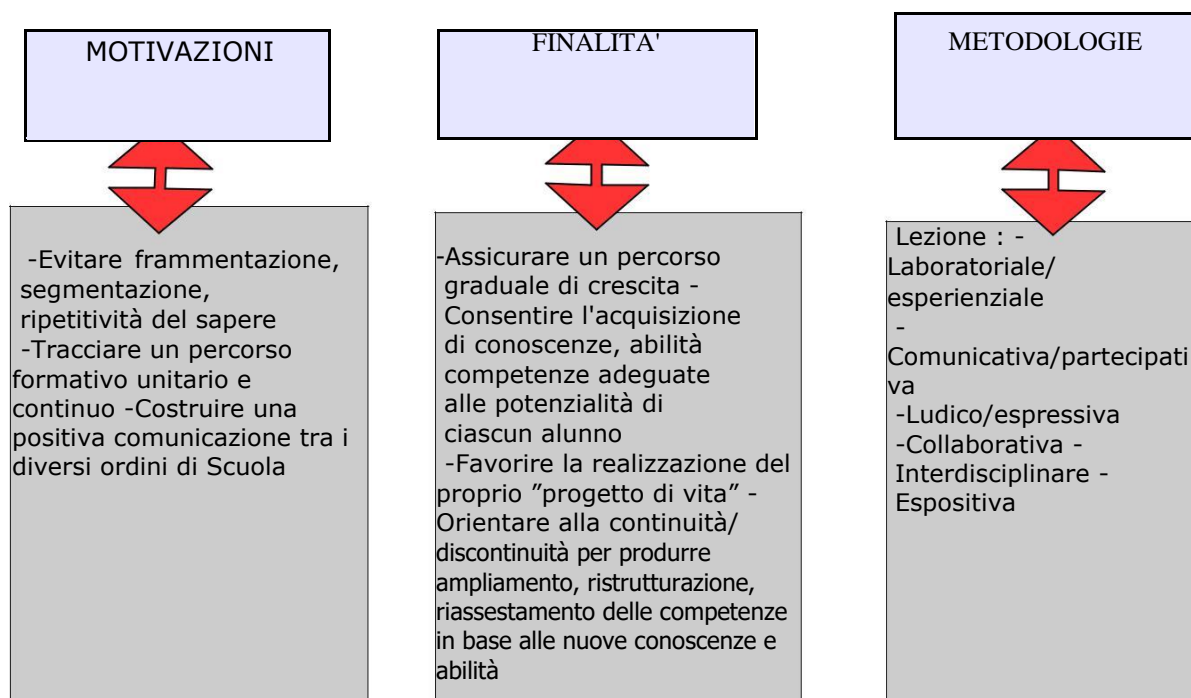 MOTIVAZIONI
-Evitare frammentazione,
segmentazione,
ripetitività del sapere
-Tracciare un percorso
formativo unitario e
continuo -Costruire una
positiva comunicazione tra i
diversi ordini di Scuola
FINALITA'
-Assicurare un percorso
graduale di crescita -
Consentire l'acquisizione
di conoscenze, abilità
competenze adeguate
alle potenzialità di
ciascun alunno
-Favorire la realizzazione del
proprio ”progetto di vita” -
Orientare alla continuità/
discontinuità per produrre
ampliamento, ristrutturazione,
riassestamento delle competenze
in base alle nuove conoscenze e
abilità
METODOLOGIE
Lezione : -
Laboratoriale/
esperienziale
-
Comunicativa/partecipati
va
-Ludico/espressiva
-Collaborativa -
Interdisciplinare -
Espositiva